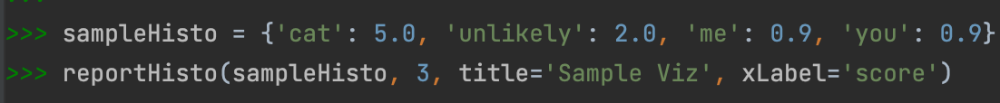 >>> sampleHisto = {'cat': 5.0, 'unlikely': 2.0, 'me': 0.9, 'you': 0.9}
>>> reportHisto(sampleHisto, 3, title='Sample Viz', xLabel='score')